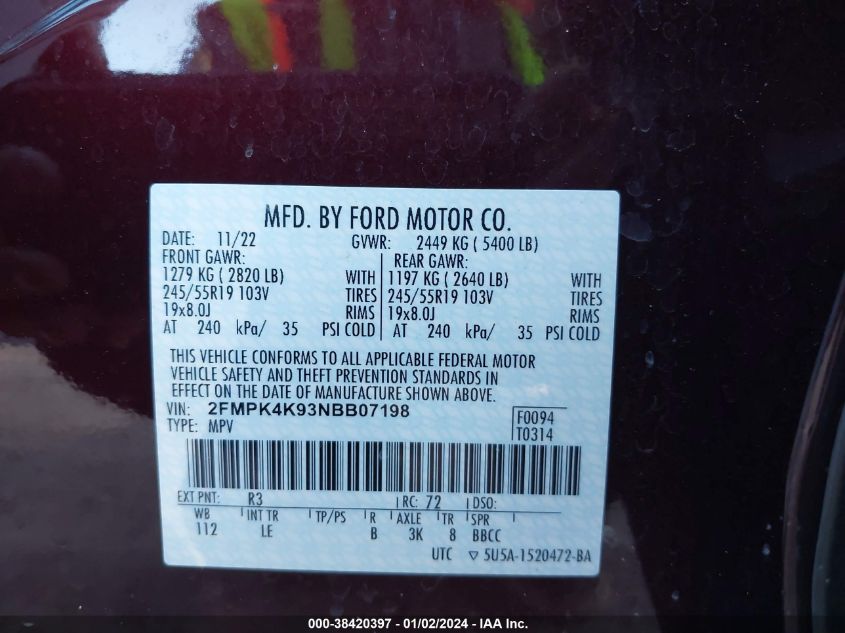 MFD. BY FORD MOTOR CO.
DATE: 11/22 GVWR: 2449 KG ( 5400 LB)
FRONT GAWR: REAR GAWR:
1279 KG ( 2820 LB) WITH 1197 KG ( 2640 LB) WITH
245/55R19 103V TIRES 245/55R19 103V TIRES
19x8.0J RIMS 19x8.0J RIMS
AT 240 kPa/ 35 PSI COLD AT 240 kPa/ 35 PSI COLD
THIS VEHICLE CONFORMS TO ALL APPLICABLE FEDERAL MOTOR
VEHICLE SAFETY AND THEFT PREVENTION STANDARDS IN
EFFECT ON THE DATE OF MANUFACTURE SHOWN ABOVE.
VIN: 2FMPK4K93NBB07198 F0094
TYPE: MPV T0314
EXT PNT: R3 RC: 72 DSO:
WB INT TR TP/PS R AXLE TR SPR
112 LE B 3K 8 BBCC
UTC ▽ 5U5A-1520472-BA
000-38420397 - 01/02/2024 - IAA Inc.